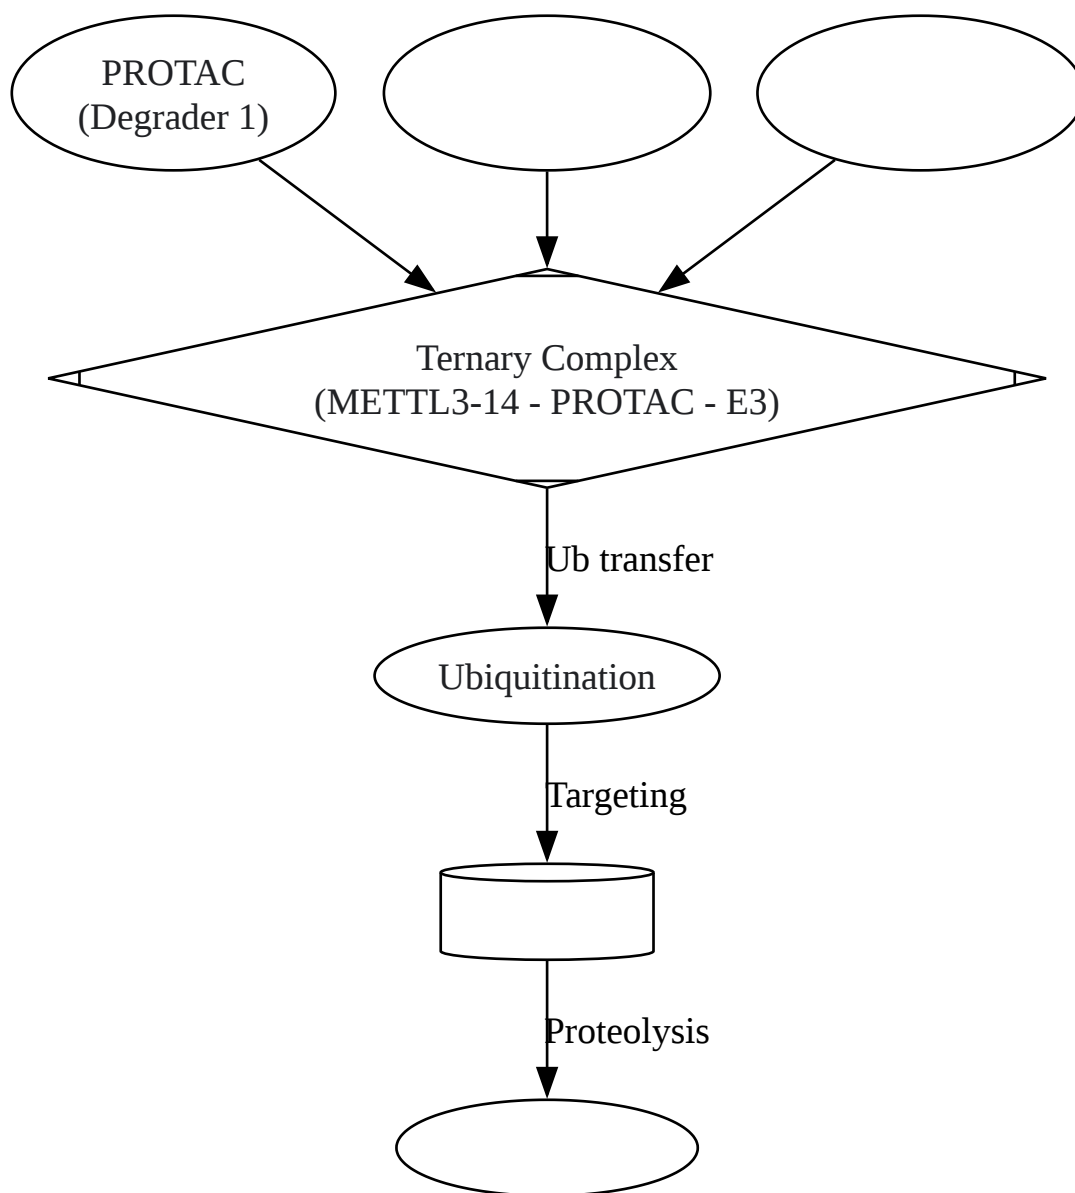 PROTAC
(Degrader 1)
Ternary Complex
(METTL3-14 - PROTAC - E3)
Ub transfer
Ubiquitination
Targeting
Proteolysis